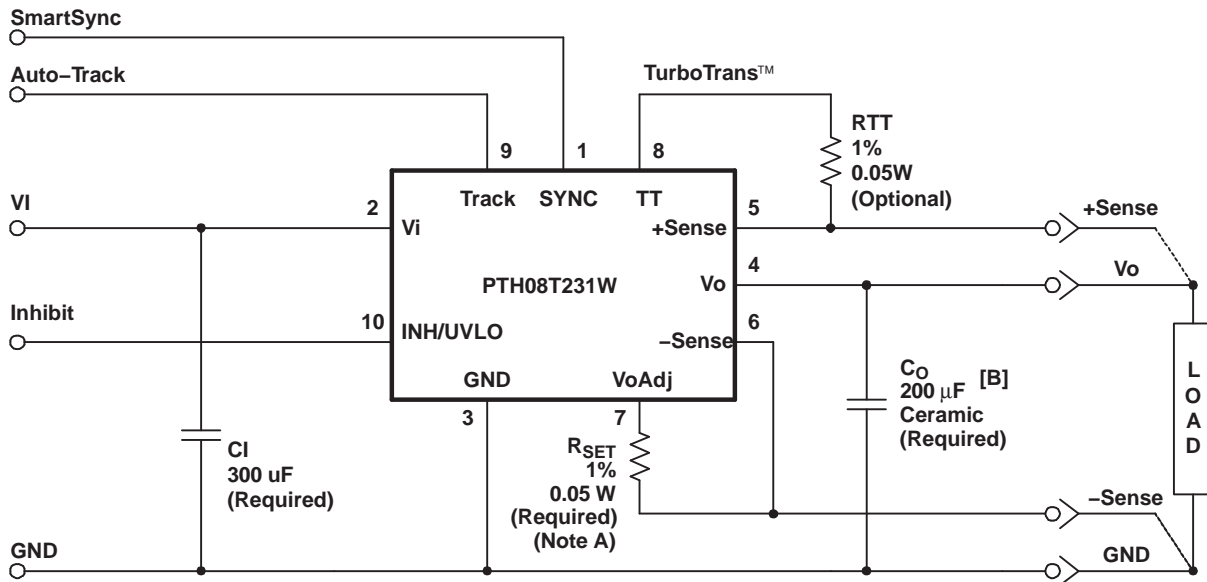 SmartSync
Auto−Track
TurboTrans™
RTT
1%
0.05W
(Optional)
9
1
8
VI
2
Track
SYNC
TT
5
+Sense
Vi
+Sense
4
Vo
PTH08T231W
Vo
Inhibit
10
INH/UVLO
6
−Sense
GND
VoAdj
CO
200 μF [B]
Ceramic
(Required)
LOAD
3
7
CI
300 uF
(Required)
RSET
1%
0.05 W
(Required)
(Note A)
−Sense
GND
GND